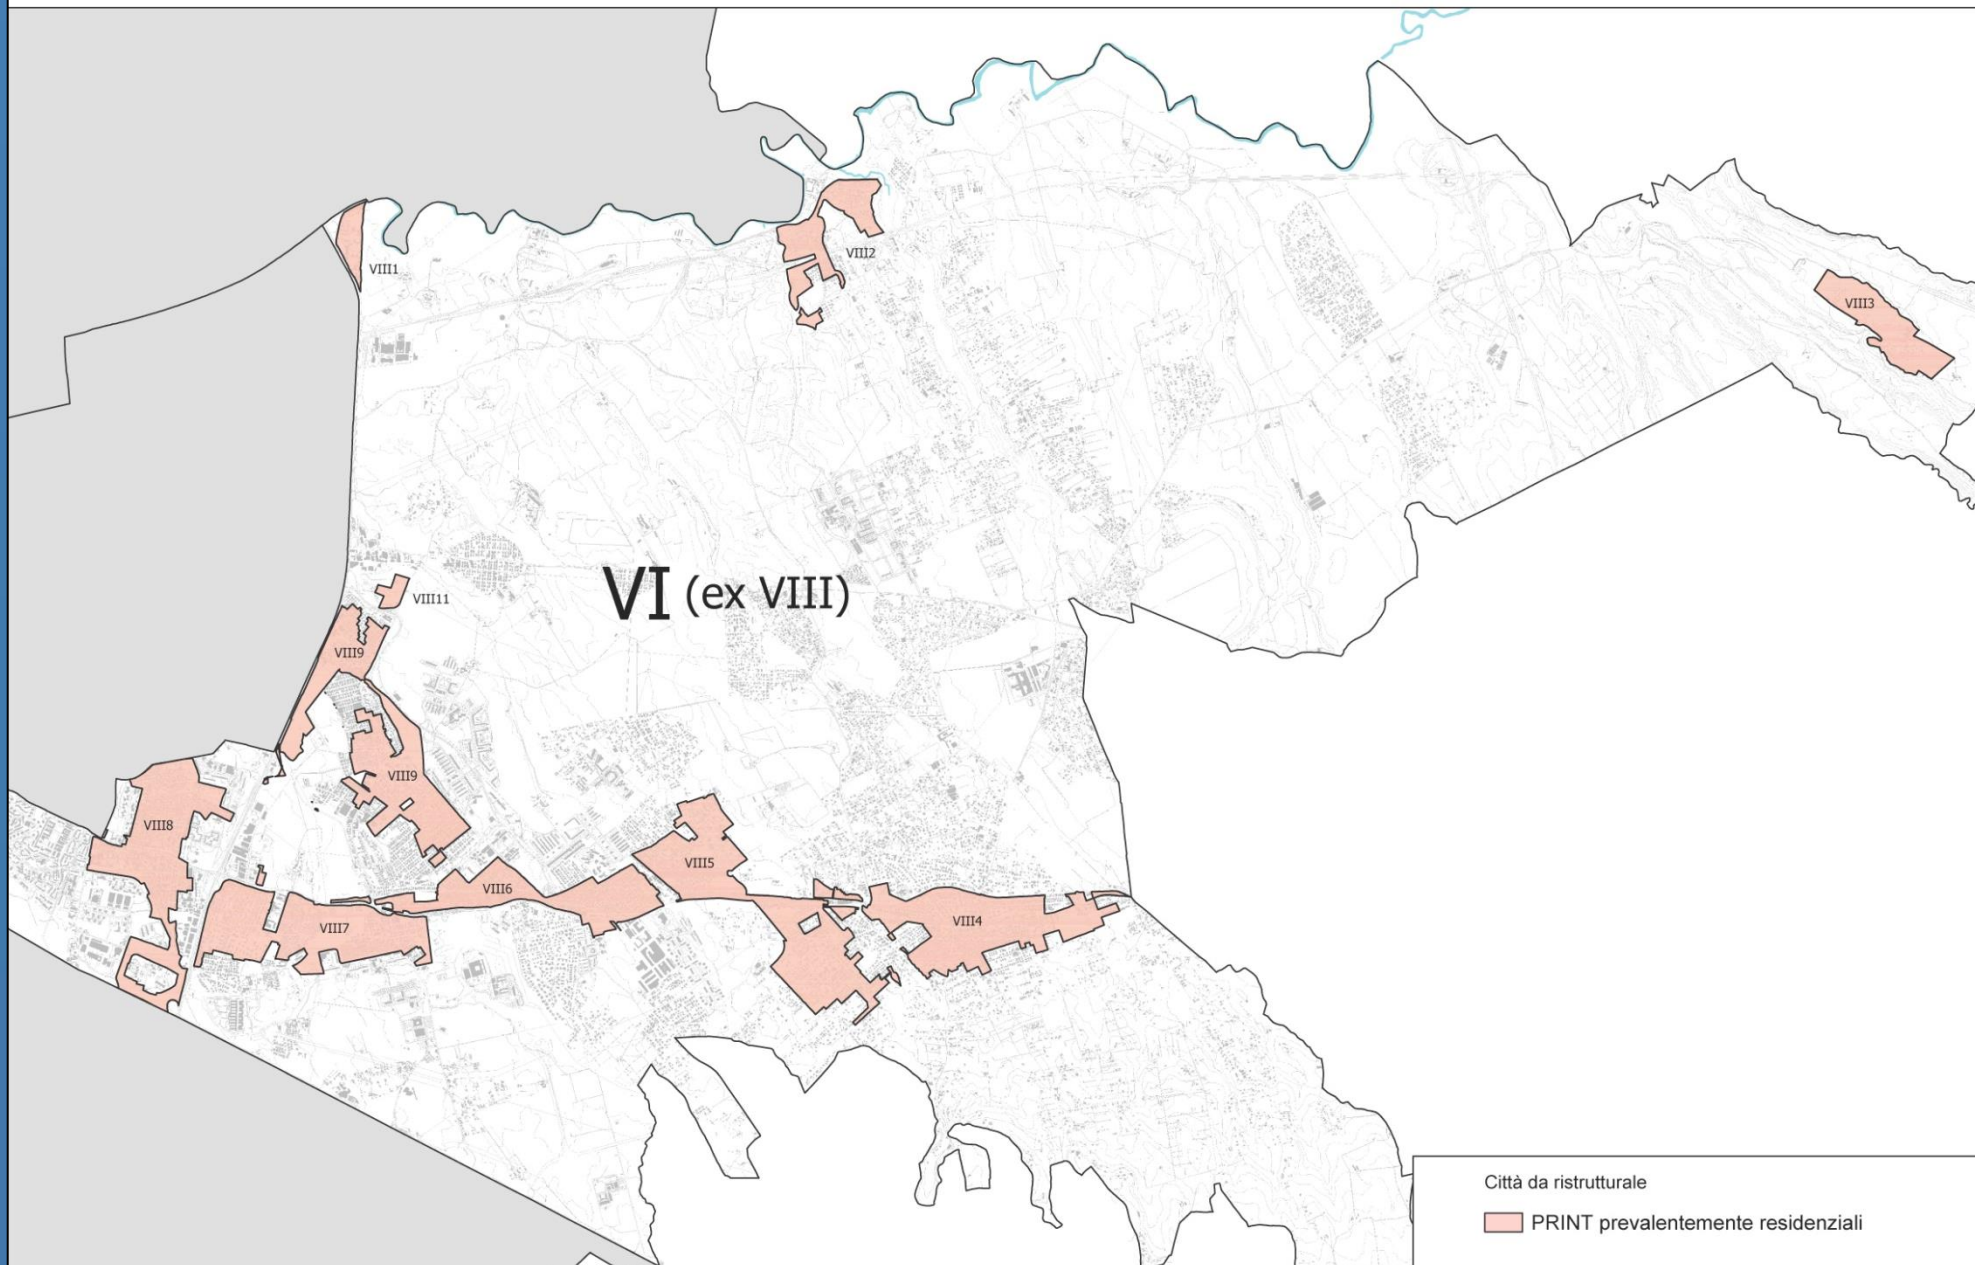 VIII2
VIII1
VIII3
VI (ex VIII)
VIII11
VIII9
VIII9
VIII8
VIII5
VIII6
VIII4
VIII7
Città da ristrutturale
PRINT prevalentemente residenziali